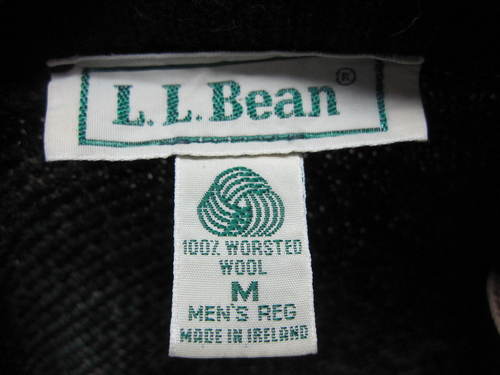 L.L.Bean®
100% WORSTED
WOOL
M
MEN'S REG
MADE IN IRELAND